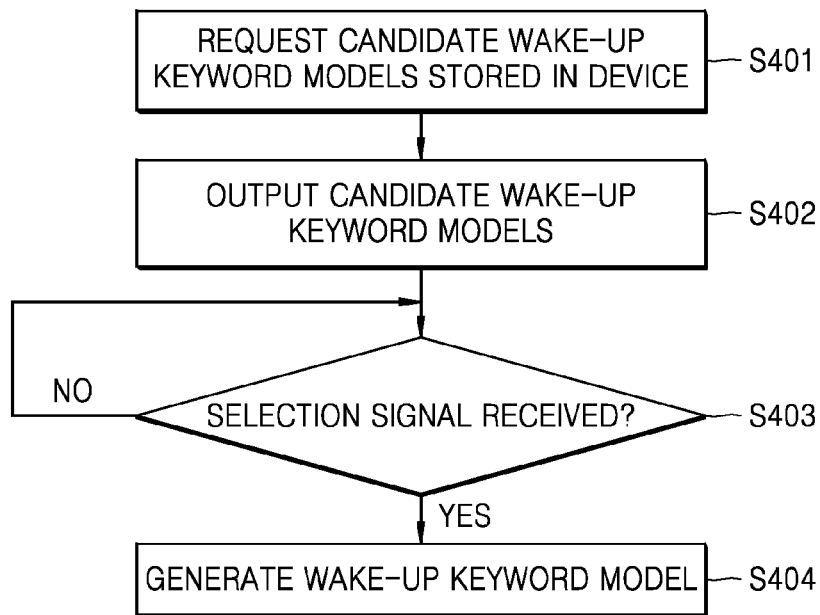 REQUEST CANDIDATE WAKE-UP
KEYWORD MODELS STORED IN DEVICE
S401
OUTPUT CANDIDATE WAKE-UP
KEYWORD MODELS
S402
NO
SELECTION SIGNAL RECEIVED?
S403
YES
GENERATE WAKE-UP KEYWORD MODEL
S404